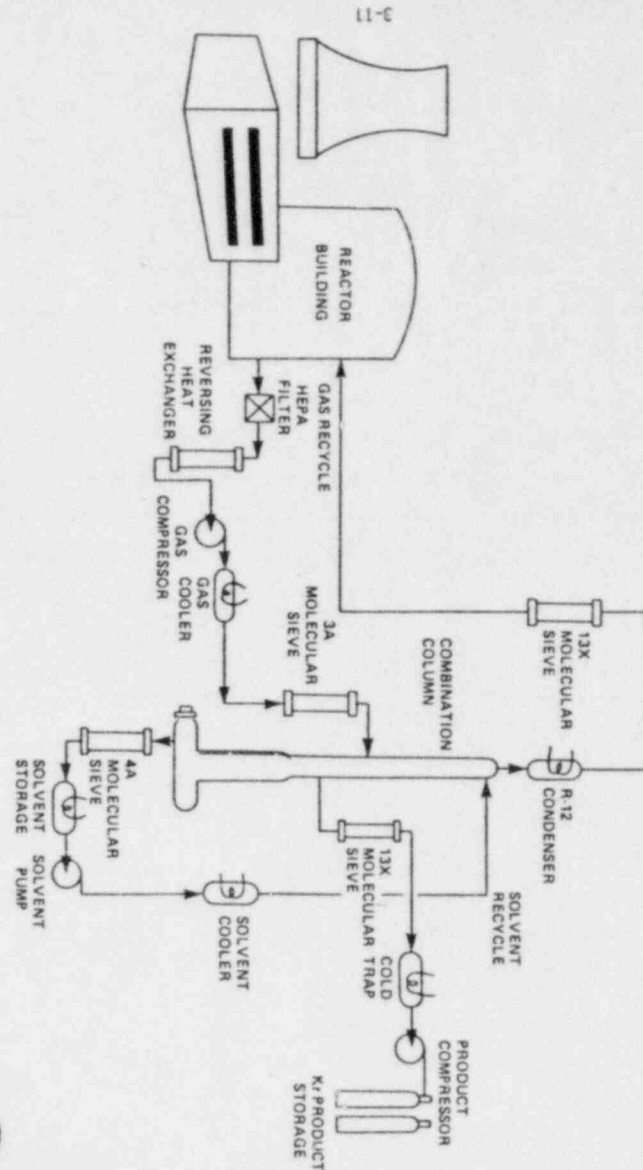 9-11
REACTOR
BUILDING
REVERSING
HEAT
EXCHANGER
HEPA
FILTER
GAS RECYCLE
GAS
COMPRESSOR
GAS
COOLER
3A
MOLECULAR
SIEVE
COMBINATION
COLUMN
13X
MOLECULAR
SIEVE
R-12
CONDENSER
4A
MOLECULAR
SIEVE
SOLVENT
STORAGE
SOLVENT
PUMP
SOLVENT
COOLER
13X
MOLECULAR
SIEVE
COLD
TRAP
SOLVENT
RECYCLE
PRODUCT
COMPRESSOR
Kr PRODUCT
STORAGE